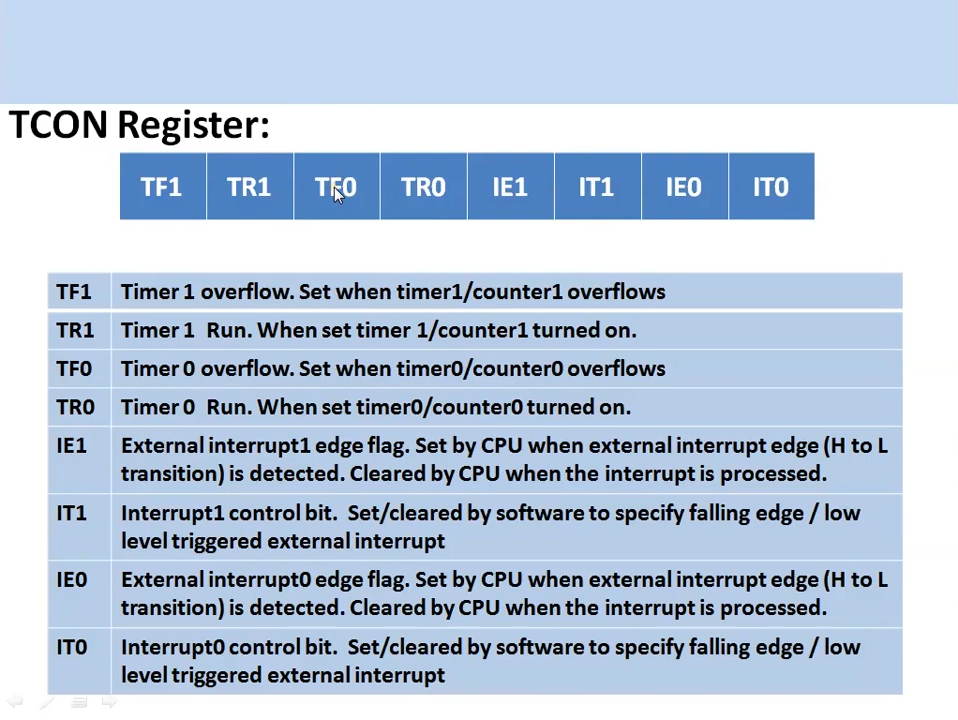 TCON Register:
TF1 TR1 TF0 TR0 IE1 IT1 IE0 IT0
TF1 Timer 1 overflow. Set when timer1/counter1 overflows
TR1 Timer 1 Run. When set timer 1/counter1 turned on.
TF0 Timer 0 overflow. Set when timer0/counter0 overflows
TR0 Timer 0 Run. When set timer0/counter0 turned on.
IE1 External interrupt1 edge flag. Set by CPU when external interrupt edge (H to L
transition) is detected. Cleared by CPU when the interrupt is processed.
IT1 Interrupt1 control bit. Set/cleared by software to specify falling edge / low
level triggered external interrupt
IE0 External interrupt0 edge flag. Set by CPU when external interrupt edge (H to L
transition) is detected. Cleared by CPU when the interrupt is processed.
IT0 Interrupt0 control bit. Set/cleared by software to specify falling edge / low
level triggered external interrupt